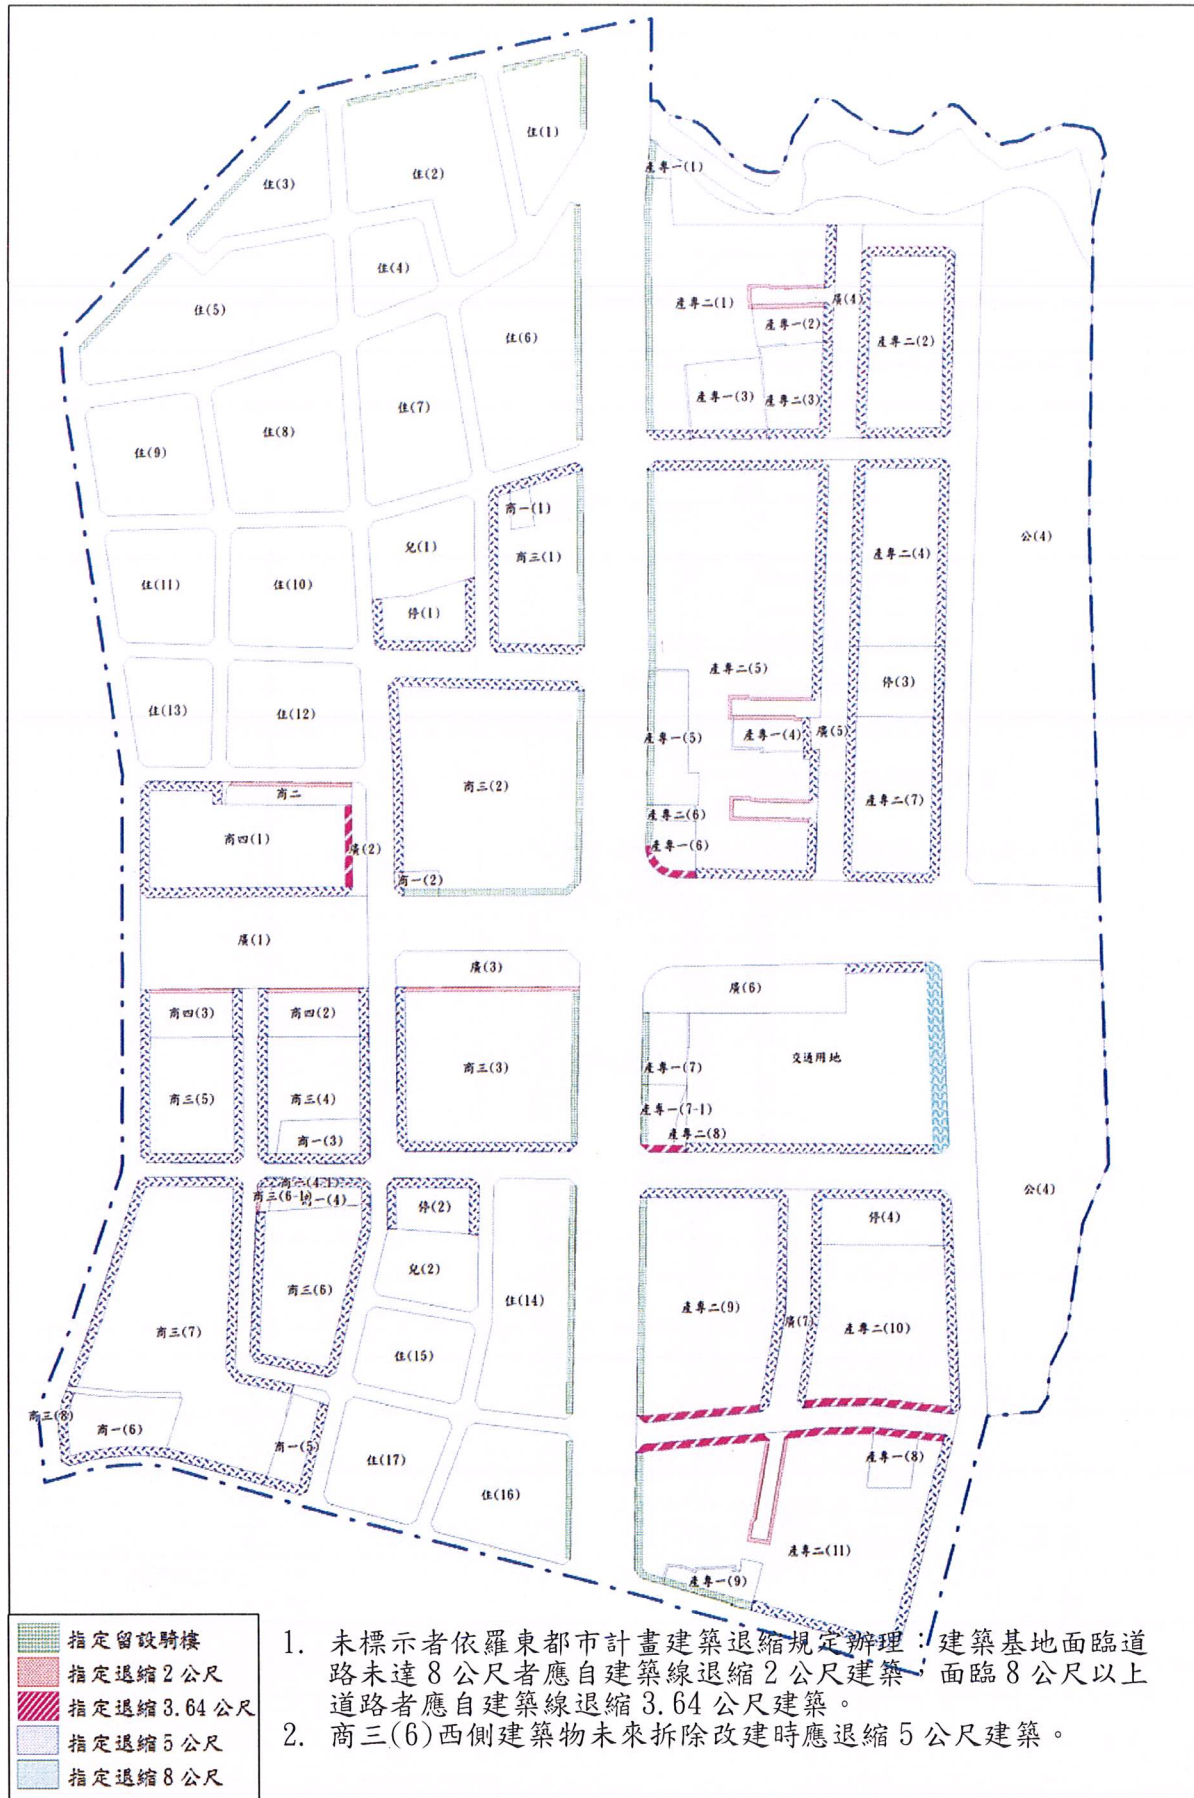 住(1)
住(2)
住(3)
產專一(1)
住(4)
住(5)
住(6)
產專二(1)
廣(4)
產專一(2)
產專二(2)
產專一(3)
產專二(3)
住(7)
住(8)
住(9)
商一(1)
商三(1)
兒(1)
停(1)
住(11)
住(10)
產專二(4)
公(4)
產專二(5)
停(3)
住(13)
住(12)
產專一(5)
產專一(4)
廣(5)
商二
商三(2)
產專二(7)
產專二(6)
商四(1)
廣(2)
產專一(6)
商一(2)
廣(1)
廣(3)
廣(6)
商四(3)
商四(2)
商三(3)
產專一(7)
交通用地
商三(5)
商三(4)
產專一(7-1)
產專二(8)
商一(3)
商三(6-1)
商一(4)
停(2)
停(4)
公(4)
兒(2)
商三(6)
住(14)
產專二(9)
廣(7)
產專二(10)
商三(7)
住(15)
商三(8)
商一(6)
商一(5)
住(17)
住(16)
產專一(8)
產專二(11)
產專一(9)
指定留設騎樓
指定退縮2公尺
指定退縮3.64公尺
指定退縮5公尺
指定退縮8公尺
1. 未標示者依羅東都市計畫建築退縮規定辦理：建築基地面臨道
路未達8公尺者應自建築線退縮2公尺建築，面臨8公尺以上
道路者應自建築線退縮3.64公尺建築。
2. 商三(6)西側建築物未來拆除改建時應退縮5公尺建築。